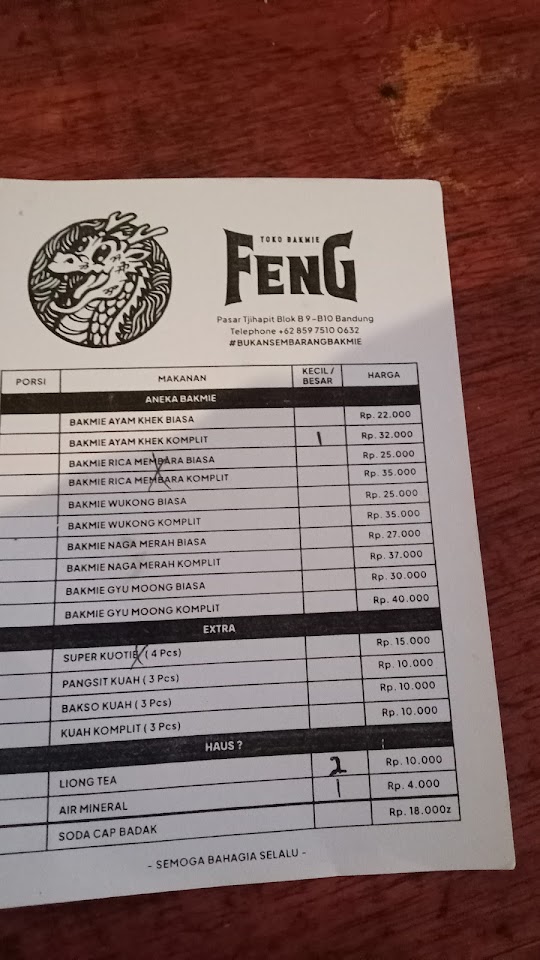 TOKO BAKMIE
FENG
Pasar Tjihapit Blok B 9-B10 Bandung
Telephone +62 859 7510 0632
#BUKANSEMBARANGBAKMIE
PORSI MAKANAN KECIL / BESAR HARGA
ANEKA BAKMIE
BAKMIE AYAM KHEK BIASA Rp. 22.000
BAKMIE AYAM KHEK KOMPLIT 1 Rp. 32.000
BAKMIE RICA MEMBARA BIASA Rp. 25.000
BAKMIE RICA MEMBARA KOMPLIT Rp. 35.000
BAKMIE WUKONG BIASA Rp. 25.000
BAKMIE WUKONG KOMPLIT Rp. 35.000
BAKMIE NAGA MERAH BIASA Rp. 27.000
BAKMIE NAGA MERAH KOMPLIT Rp. 37.000
BAKMIE GYU MOONG BIASA Rp. 30.000
BAKMIE GYU MOONG KOMPLIT Rp. 40.000
EXTRA
SUPER KUOTIE ( 4 Pcs) Rp. 15.000
PANGSIT KUAH ( 3 Pcs) Rp. 10.000
BAKSO KUAH ( 3 Pcs) Rp. 10.000
KUAH KOMPLIT ( 3 Pcs) Rp. 10.000
HAUS ?
LIONG TEA 2 Rp. 10.000
AIR MINERAL 1 Rp. 4.000
SODA CAP BADAK Rp. 18.000z
- SEMOGA BAHAGIA SELALU -